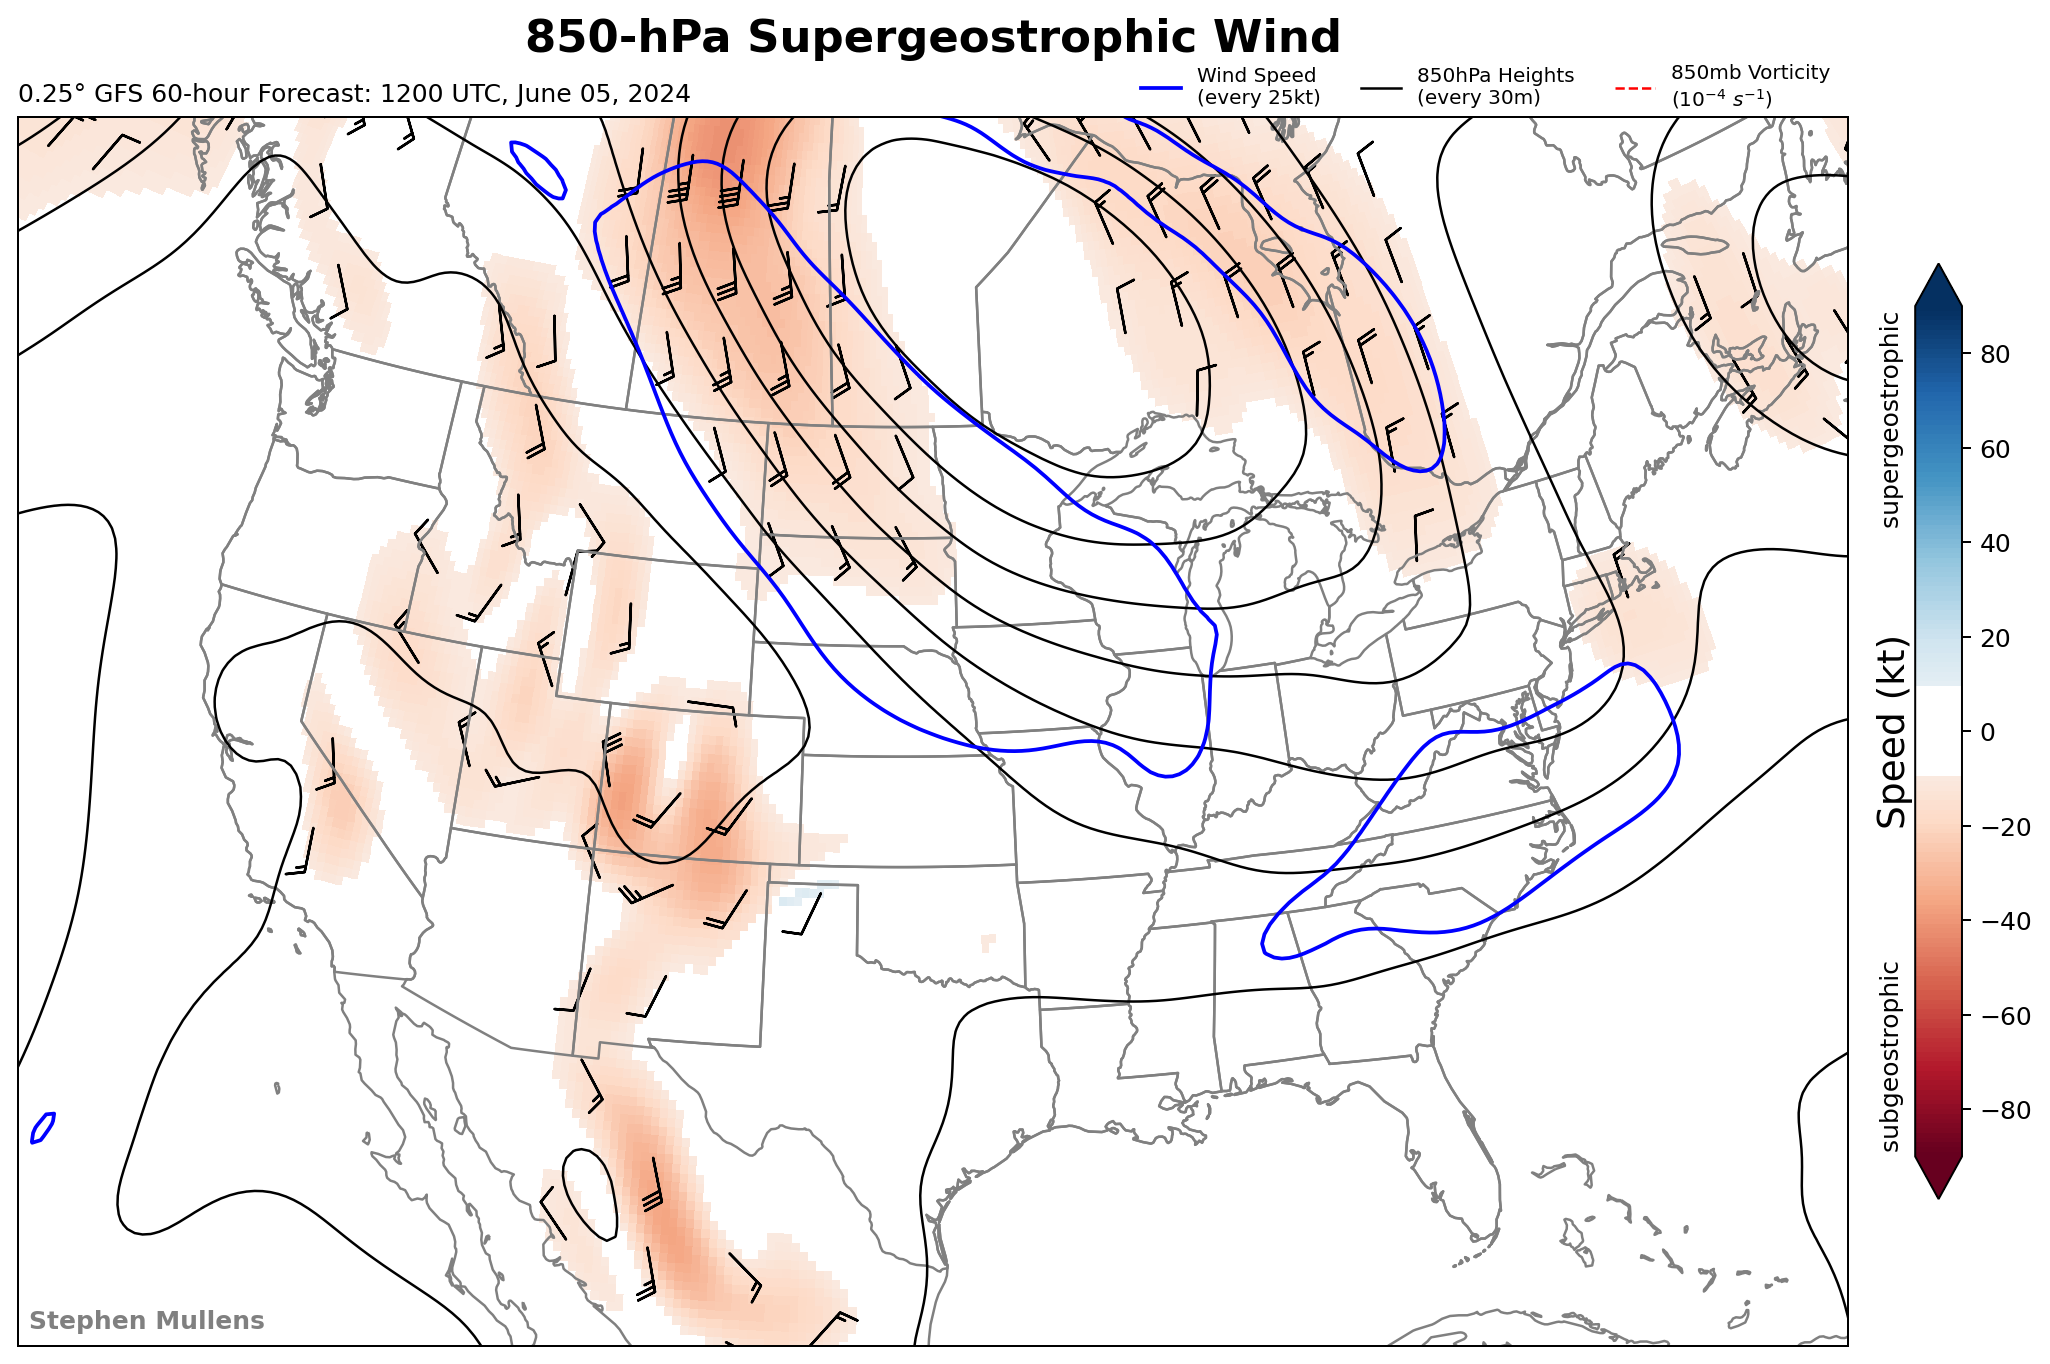 850-hPa Supergeostrophic Wind
0.25° GFS 60-hour Forecast: 1200 UTC, June 05, 2024
Wind Speed
(every 25kt)
850hPa Heights
(every 30m)
850mb Vorticity
(10⁻⁴ s⁻¹)
supergeostrophic
subgeostrophic
Speed (kt)
80
60
40
20
0
−20
−40
−60
−80
Stephen Mullens